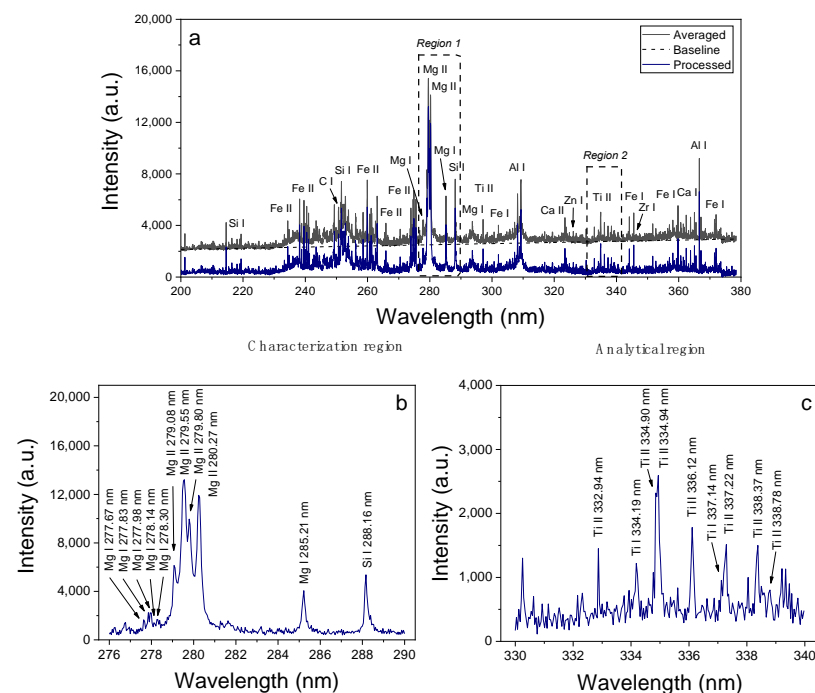 20,000
a
Averaged
Baseline
Processed
Region 1
Mg II
Mg II
16,000
12,000
8,000
4,000
0
Intensity (a.u.)
Si I
Fe II
Fe II
C I
Si I
Fe II
Fe II
Fe II
Mg I
Mg I
Si I
Mg I
Ti II
Fe I
Al I
Ca II
Zn I
Region 2
Ti II
Fe I
Zr I
Fe I
Ca I
Al I
Fe I
200 220 240 260 280 300 320 340 360 380
Wavelength (nm)
Characterization region
Analytical region
b
20,000
16,000
12,000
8,000
4,000
0
Intensity (a.u.)
Mg I 277.67 nm
Mg I 277.83 nm
Mg I 277.98 nm
Mg I 278.14 nm
Mg I 278.30 nm
Mg II 279.08 nm
Mg II 279.55 nm
Mg II 279.80 nm
Mg II 280.27 nm
Mg I 285.21 nm
Si I 288.16 nm
276 278 280 282 284 286 288 290
Wavelength (nm)
c
4,000
3,000
2,000
1,000
0
Intensity (a.u.)
Ti II 332.94 nm
Ti II 334.19 nm
Ti II 334.90 nm
Ti II 334.94 nm
Ti II 336.12 nm
Ti I 337.14 nm
Ti II 337.22 nm
Ti II 338.37 nm
Ti II 338.78 nm
330 332 334 336 338 340
Wavelength (nm)